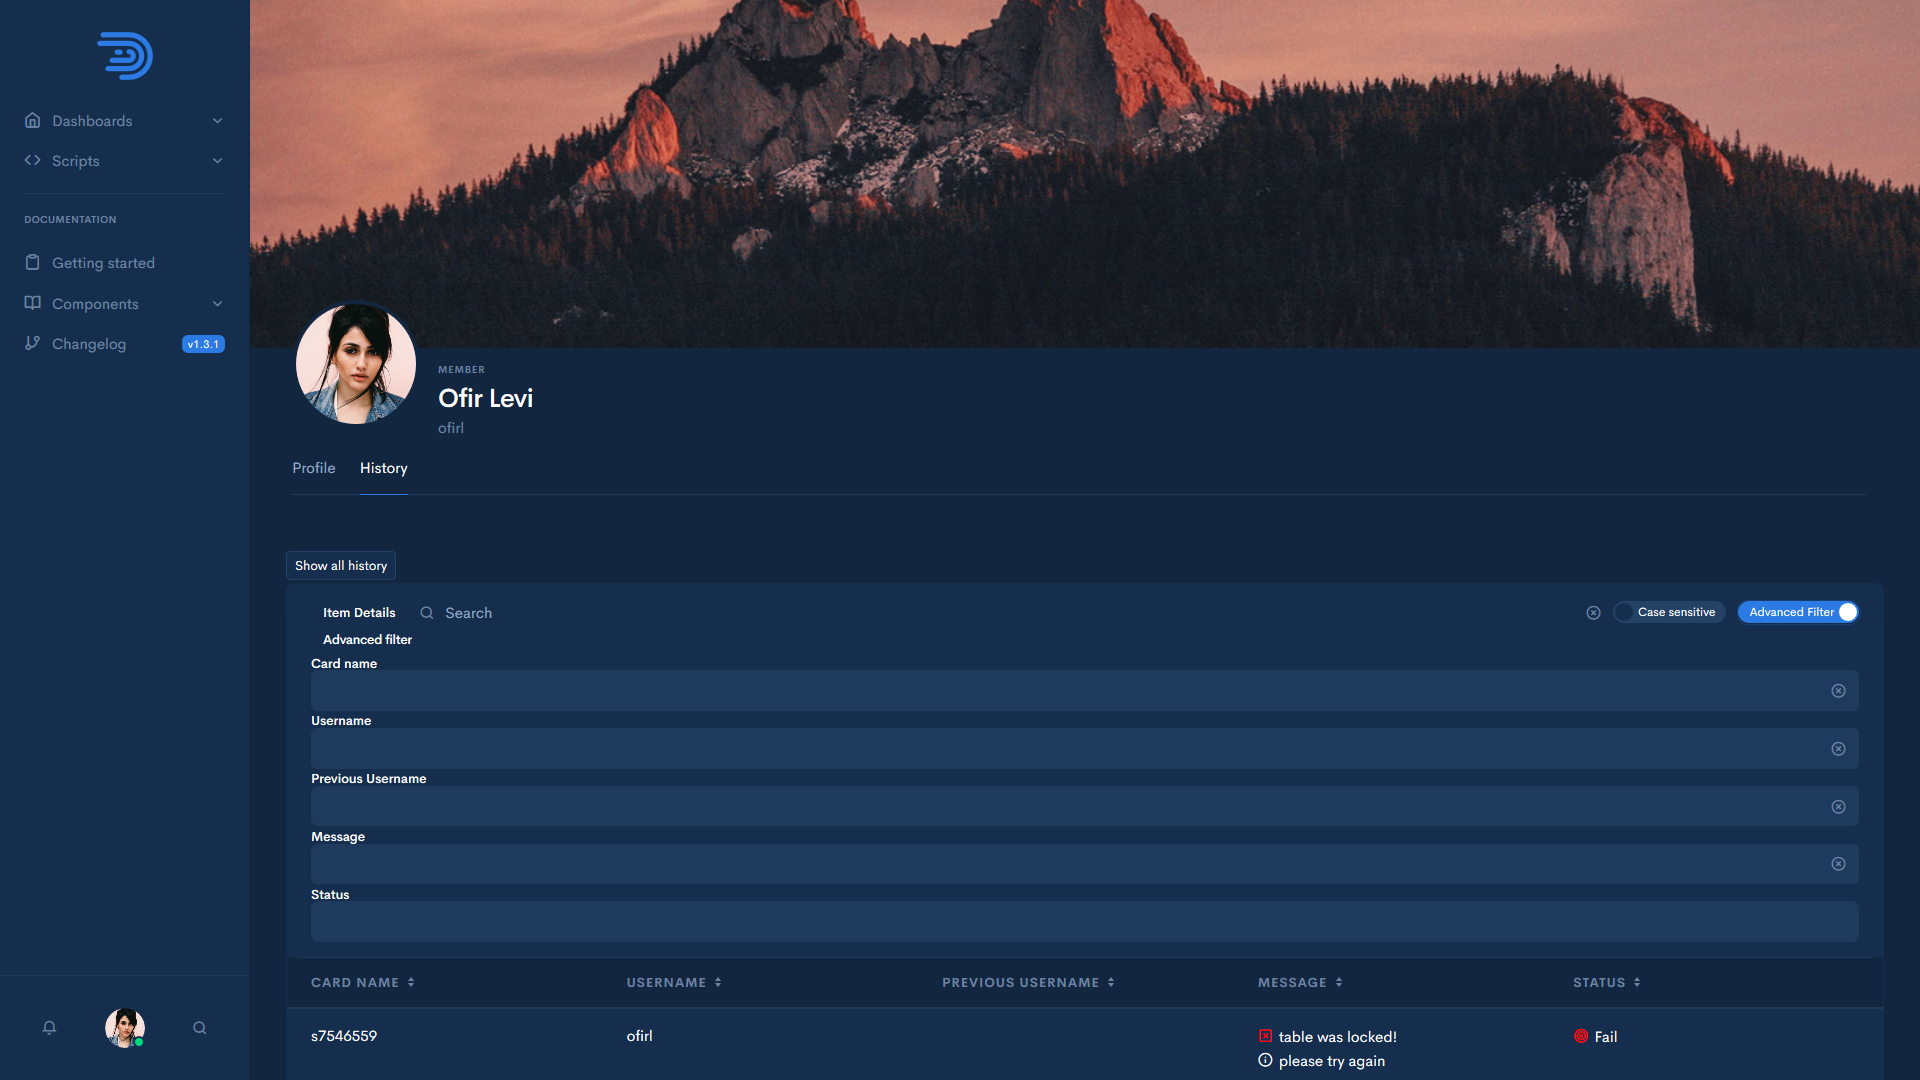 Dashboards
Scripts
DOCUMENTATION
Getting started
Components
Changelog v1.3.1
MEMBER
Ofir Levi
ofirl
Profile History
Show all history
Item Details Search Case sensitive Advanced Filter
Advanced filter
Card name
Username
Previous Username
Message
Status
CARD NAME USERNAME PREVIOUS USERNAME MESSAGE STATUS
s7546559 ofirl table was locked! Fail
please try again